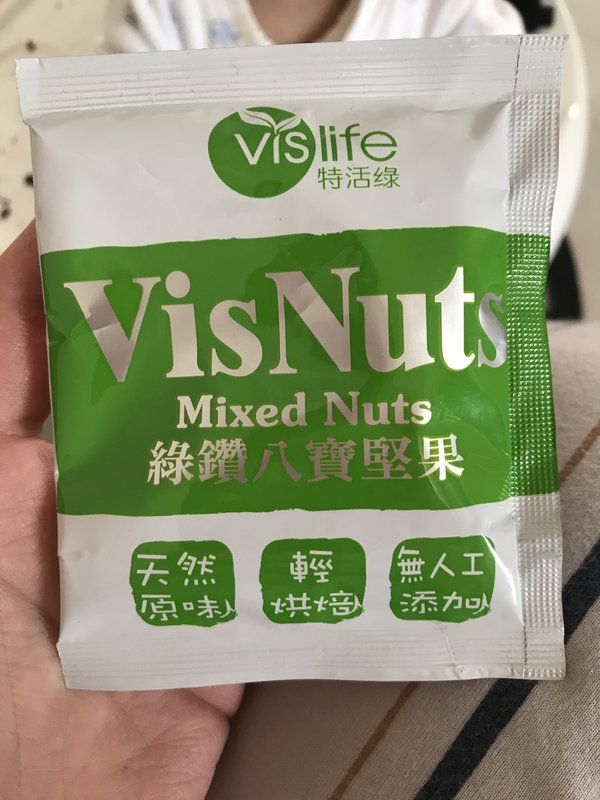 vislife
特活绿
VisNuts
Mixed Nuts
綠鑽八寶堅果
天然
原味
輕
烘焙
無人工
添加